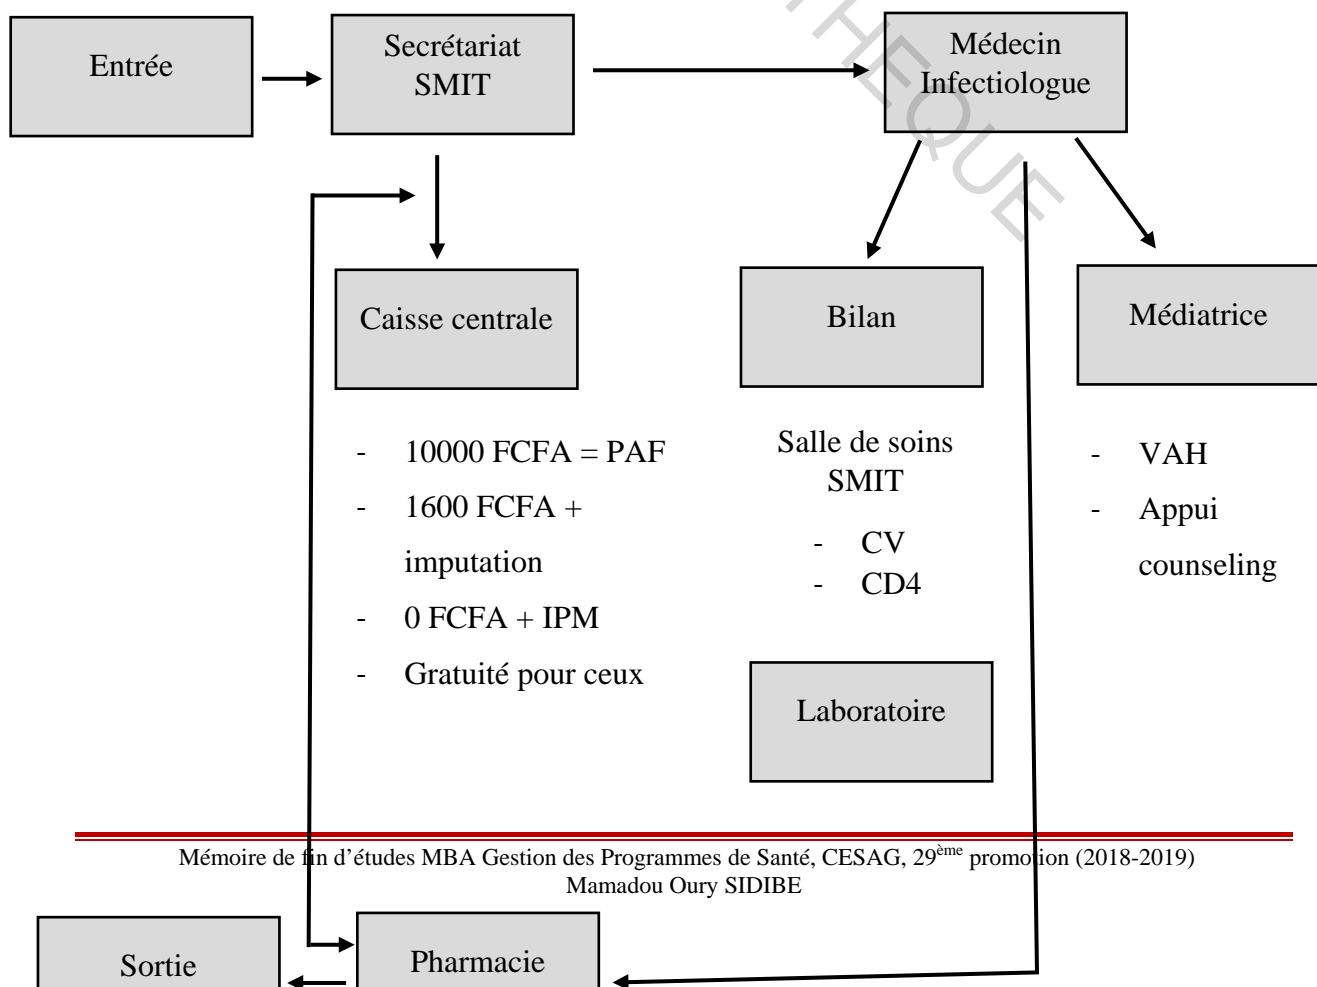 Entrée
Secrétariat
SMIT
Médecin
Infectiologue
THEQUE
Caisse centrale
Bilan
Médiatrice
- 10000 FCFA = PAF
- 1600 FCFA +
imputation
- 0 FCFA + IPM
- Gratuité pour ceux
Salle de soins
SMIT
- CV
- CD4
- VAH
- Appui
counseling
Laboratoire
Mémoire de fin d’études MBA Gestion des Programmes de Santé, CESAG, 29ème promotion (2018-2019)
Mamadou Oury SIDIBE
Sortie
Pharmacie